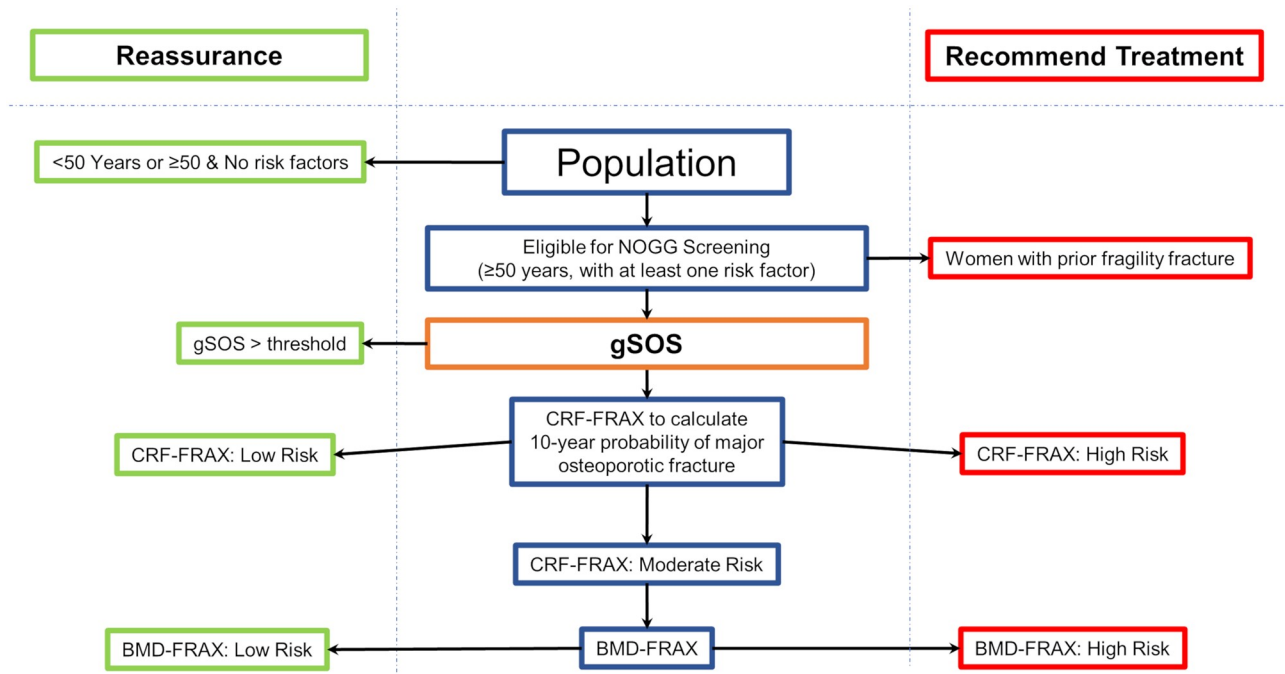 Reassurance
Recommend Treatment
<50 Years or ≥50 & No risk factors
Population
Eligible for NOGG Screening
(≥50 years, with at least one risk factor)
Women with prior fragility fracture
gSOS > threshold
gSOS
CRF-FRAX to calculate
10-year probability of major
osteoporotic fracture
CRF-FRAX: Low Risk
CRF-FRAX: High Risk
CRF-FRAX: Moderate Risk
BMD-FRAX: Low Risk
BMD-FRAX
BMD-FRAX: High Risk